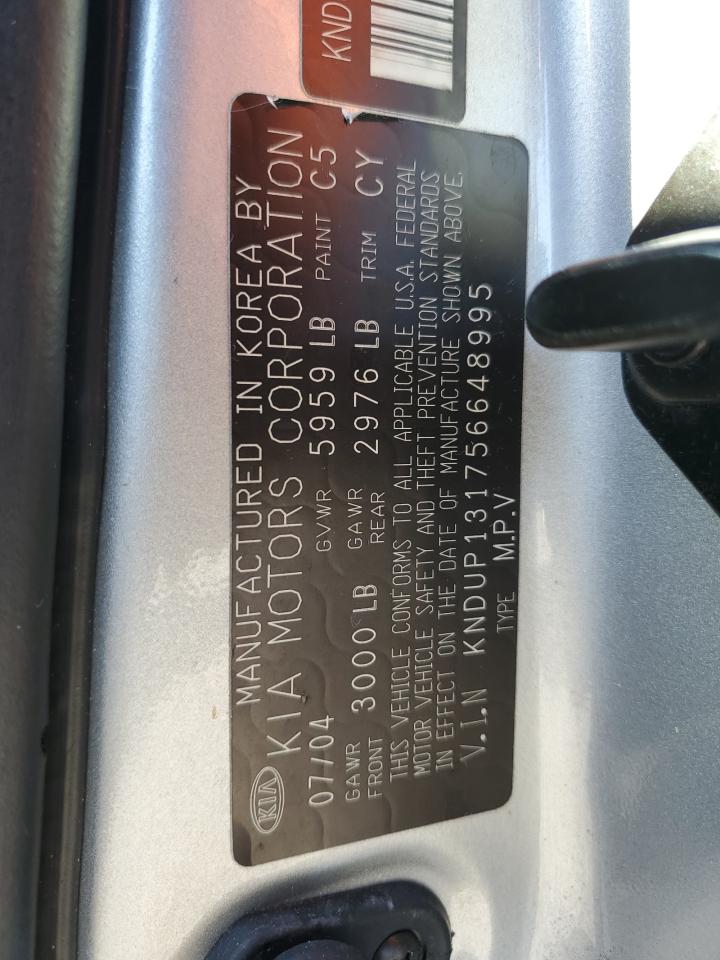 KND
MANUFACTURED IN KOREA BY
KIA KIA MOTORS CORPORATION
07/04 GVWR 5959 LB PAINT C5
GAWR FRONT 3000 LB GAWR REAR 2976 LB TRIM CY
THIS VEHICLE CONFORMS TO ALL APPLICABLE U.S.A. FEDERAL
MOTOR VEHICLE SAFETY AND THEFT PREVENTION STANDARDS
IN EFFECT ON THE DATE OF MANUFACTURE SHOWN ABOVE.
V.I.N KNDUP131756648995
TYPE M.P.V